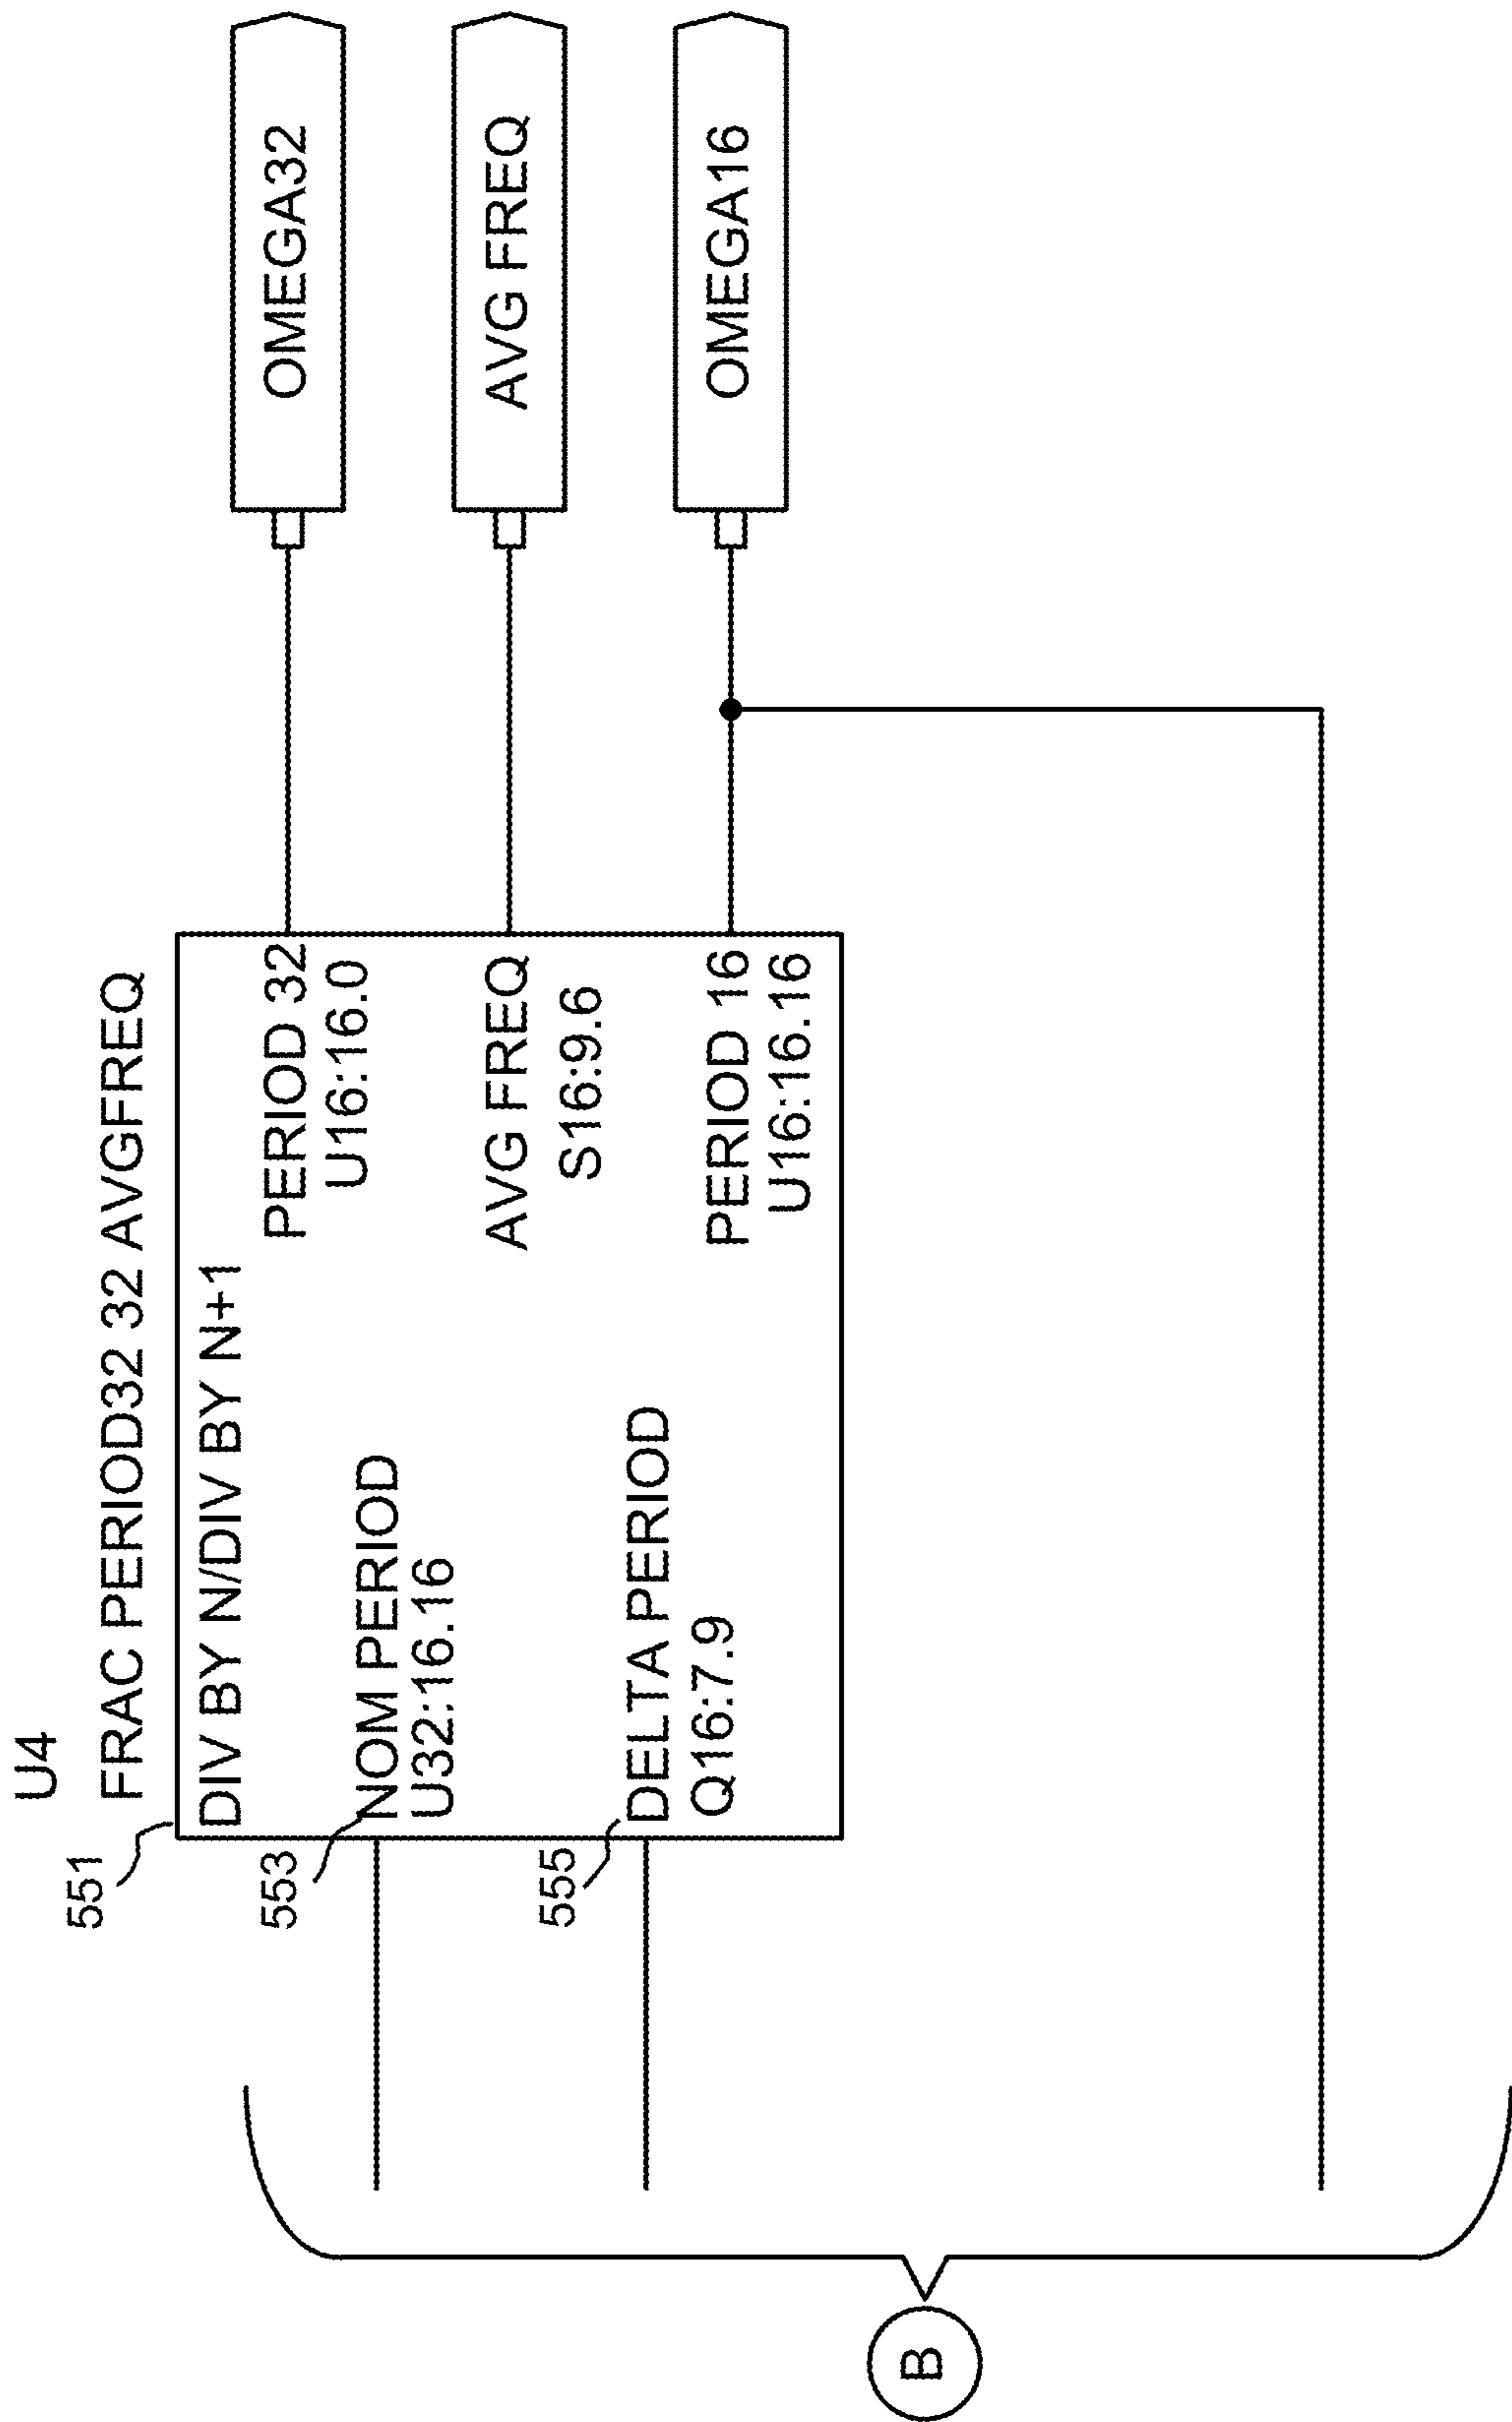 U4
FRAC PERIOD32 32 AVGFREQ
551
DIV BY N/DIV BY N+1
553
NOM PERIOD
U32:16.16
555
DELTA PERIOD
Q16:7.9
PERIOD 32
U16:16.0
AVG FREQ
S16:9.6
PERIOD 16
U16:16.16
OMEGA32
AVG FREQ
OMEGA16
B